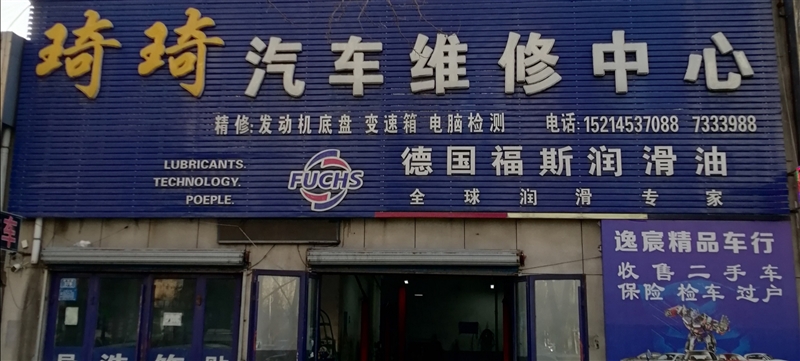 琦琦汽车维修中心
精修:发动机底盘 变速箱 电脑检测 电话:15214537088 7333988
LUBRICANTS.
TECHNOLOGY.
POEPLE.
FUCHS
德国福斯润滑油
全球润滑专家
逸宸精品车行
收售二手车
保险 检车 过户
车